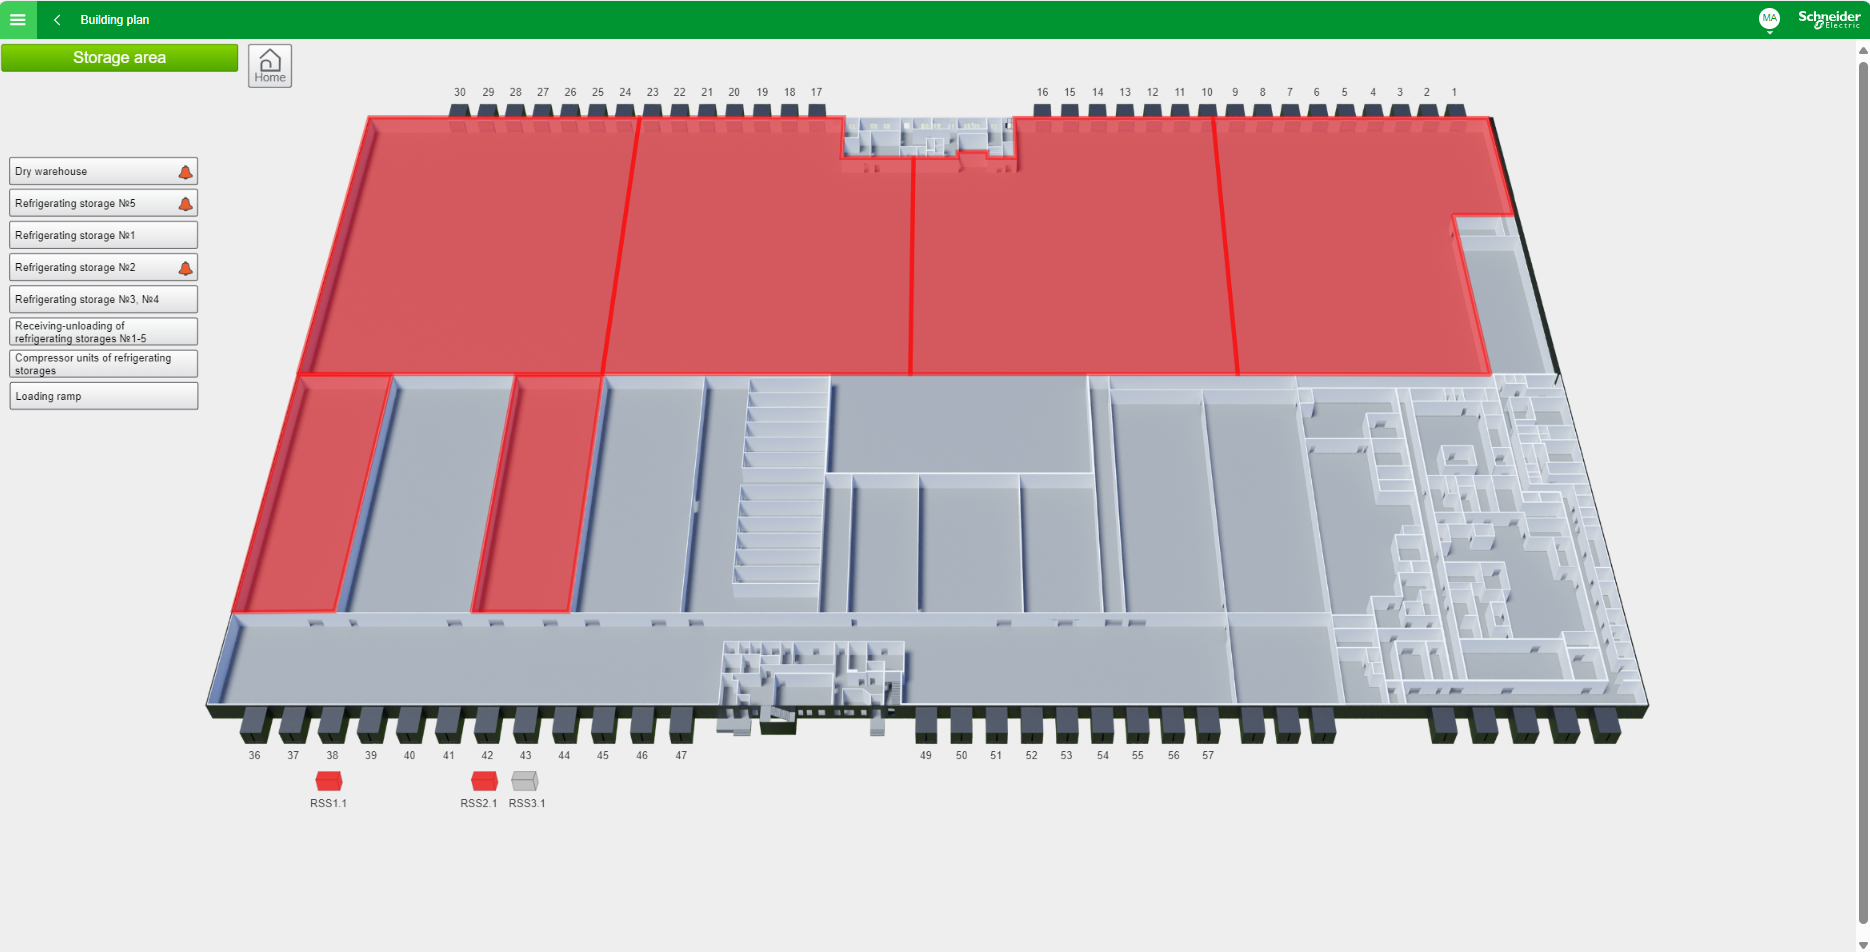 Building plan
MA
Schneider
Electric
Storage area
Home
30 29 28 27 26 25 24 23 22 21 20 19 18 17 16 15 14 13 12 11 10 9 8 7 6 5 4 3 2 1
Dry warehouse
Refrigerating storage №5
Refrigerating storage №1
Refrigerating storage №2
Refrigerating storage №3, №4
Receiving-unloading of
refrigerating storages №1-5
Compressor units of refrigerating
storages
Loading ramp
36 37 38 39 40 41 42 43 44 45 46 47 49 50 51 52 53 54 55 56 57
RSS1.1 RSS2.1 RSS3.1